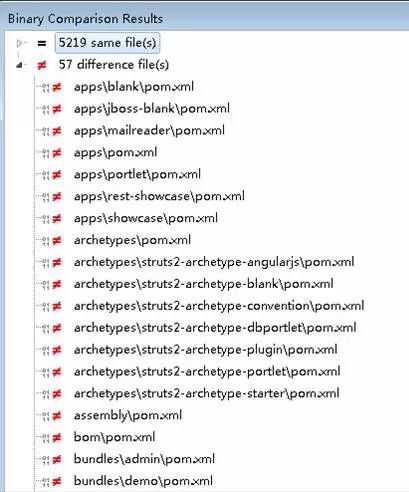 Binary Comparison Results
= 5219 same file(s)
≠ 57 difference file(s)
≠ apps\blank\pom.xml
≠ apps\jboss-blank\pom.xml
≠ apps\mailreader\pom.xml
≠ apps\pom.xml
≠ apps\portlet\pom.xml
≠ apps\rest-showcase\pom.xml
≠ apps\showcase\pom.xml
≠ archetypes\pom.xml
≠ archetypes\struts2-archetype-angularjs\pom.xml
≠ archetypes\struts2-archetype-blank\pom.xml
≠ archetypes\struts2-archetype-convention\pom.xml
≠ archetypes\struts2-archetype-dbportlet\pom.xml
≠ archetypes\struts2-archetype-plugin\pom.xml
≠ archetypes\struts2-archetype-portlet\pom.xml
≠ archetypes\struts2-archetype-starter\pom.xml
≠ assembly\pom.xml
≠ bom\pom.xml
≠ bundles\admin\pom.xml
≠ bundles\demo\pom.xml